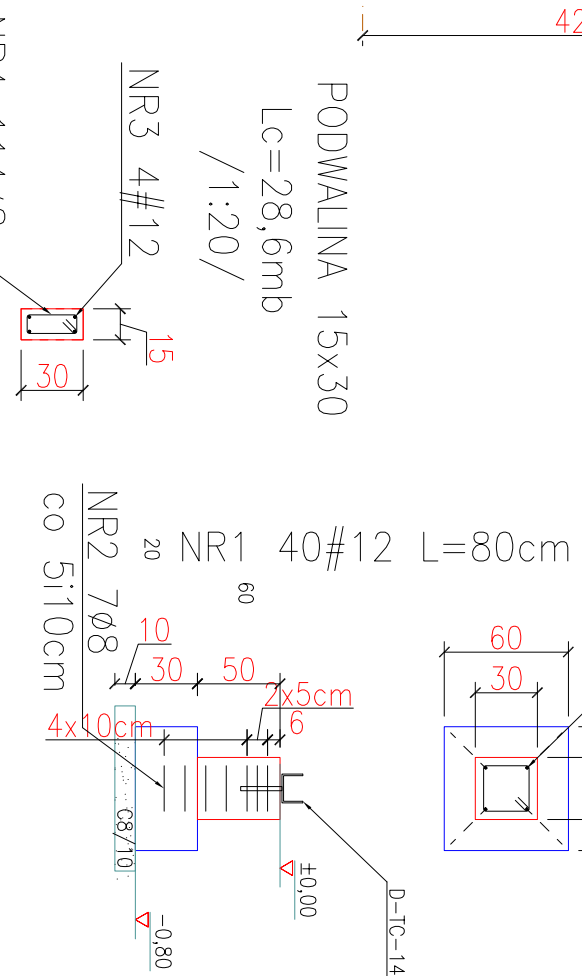 42
PODWALINA 15x30
Lc=28,6mb
/1:20/
NR3 4#12
15
30
NR1 40#12 L=80cm
20
60
NR2 7ø8
co 5i10cm
10
30
50
2x5cm
6
4x10cm
C8/10
±0,00
-0,80
D-TC-14
60
30